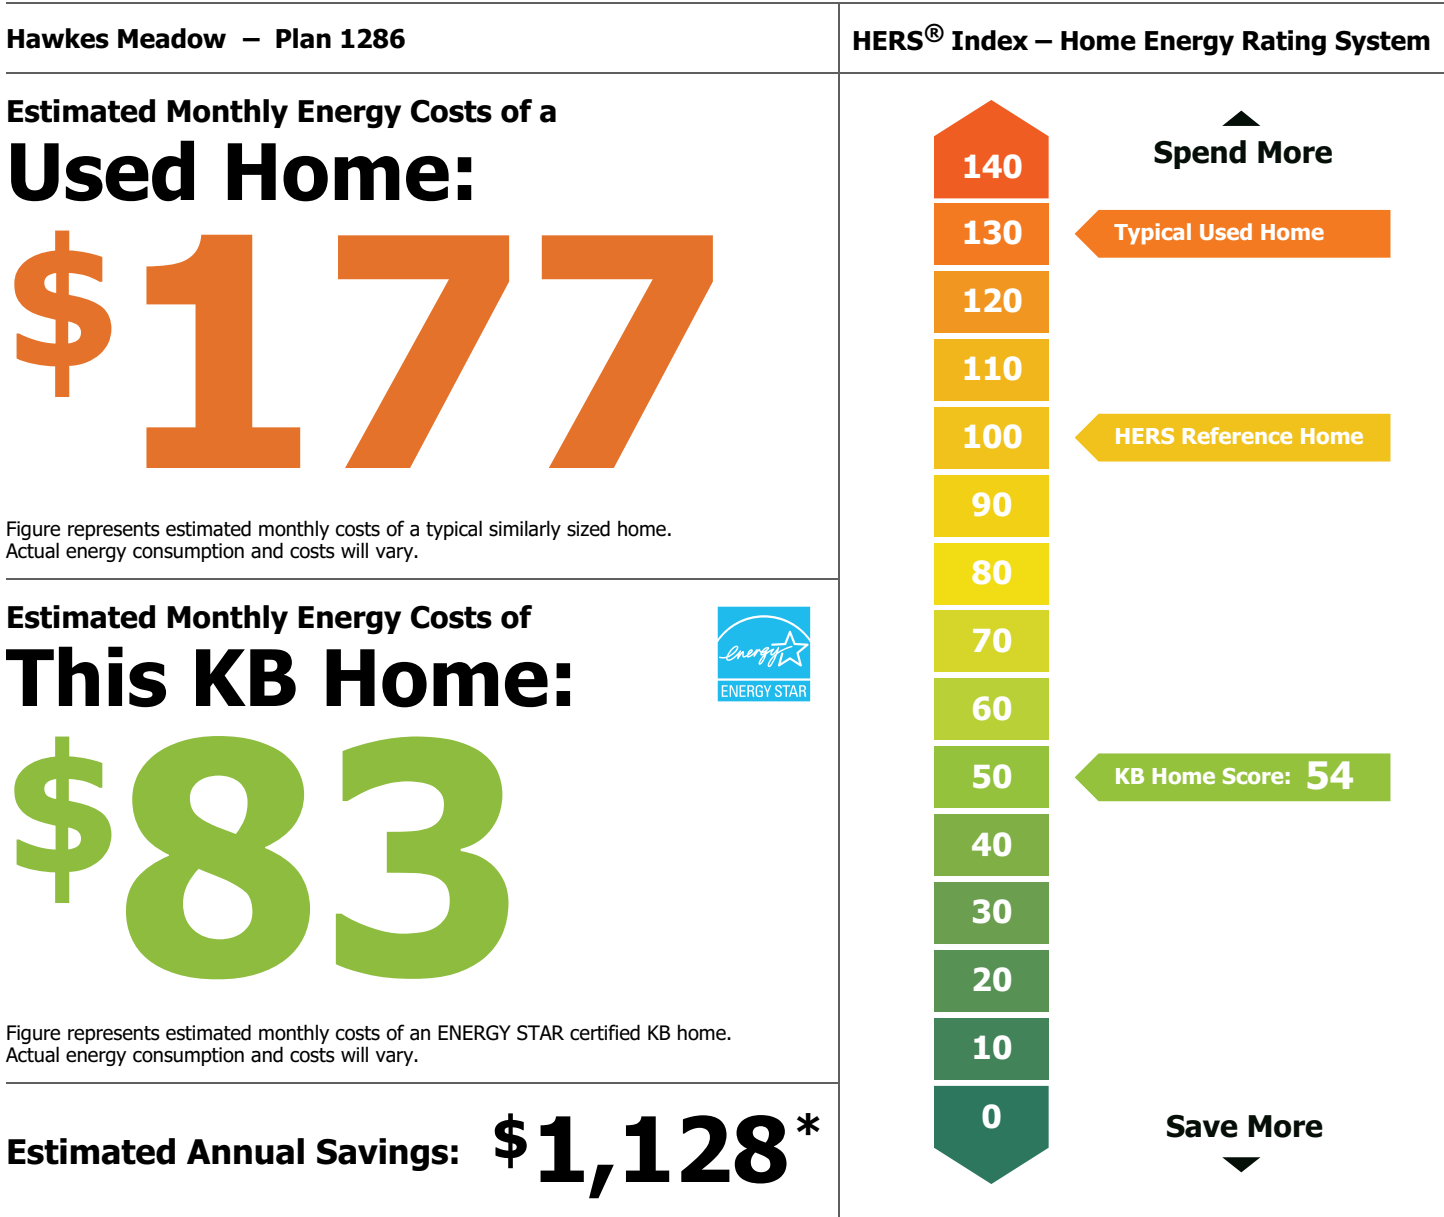 Hawkes Meadow – Plan 1286
Estimated Monthly Energy Costs of a
Used Home:
$177
Figure represents estimated monthly costs of a typical similarly sized home.
Actual energy consumption and costs will vary.
Estimated Monthly Energy Costs of
This KB Home:
energy
ENERGY STAR
$83
Figure represents estimated monthly costs of an ENERGY STAR certified KB home.
Actual energy consumption and costs will vary.
Estimated Annual Savings: $1,128*
HERS® Index – Home Energy Rating System
Spend More
140
130 Typical Used Home
120
110
100 HERS Reference Home
90
80
70
60
50 KB Home Score: 54
40
30
20
10
0
Save More